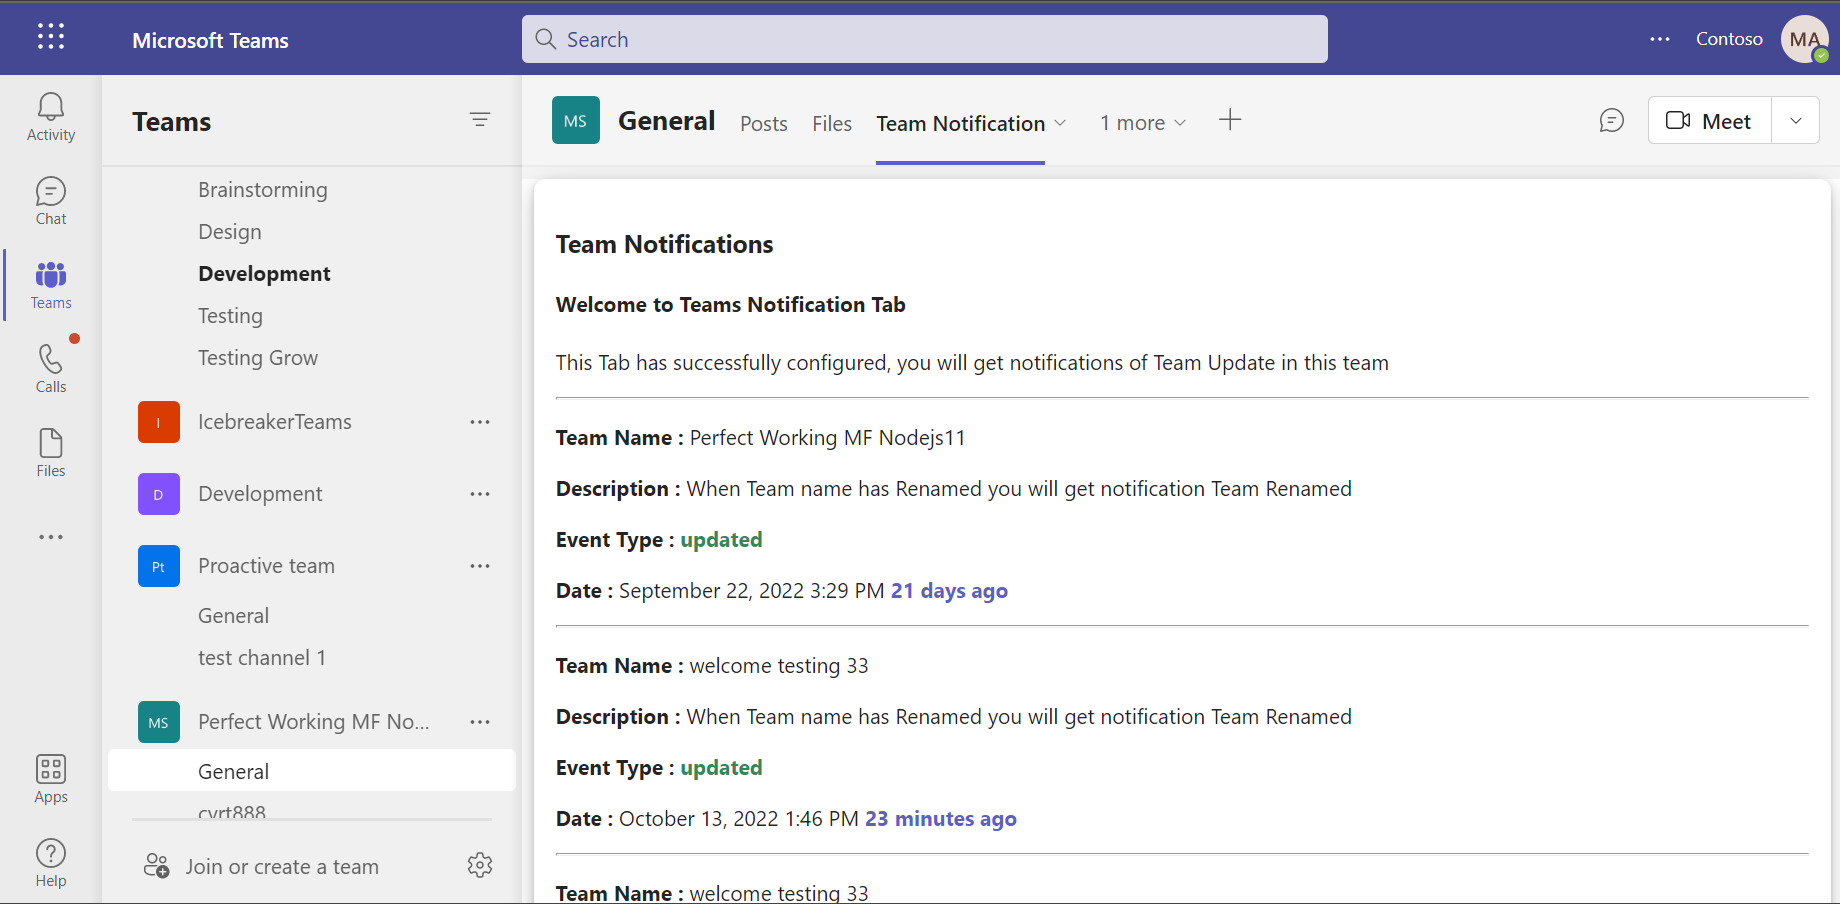 Microsoft Teams
Search
Contoso
MA
Activity
Chat
Teams
Calls
Files
Apps
Help
Teams
Brainstorming
Design
Development
Testing
Testing Grow
I IcebreakerTeams
D Development
Pt Proactive team
General
test channel 1
MS Perfect Working MF No...
General
cvrt888
Join or create a team
MS General Posts Files Team Notification 1 more
Meet
Team Notifications
Welcome to Teams Notification Tab
This Tab has successfully configured, you will get notifications of Team Update in this team
Team Name : Perfect Working MF Nodejs11
Description : When Team name has Renamed you will get notification Team Renamed
Event Type : updated
Date : September 22, 2022 3:29 PM 21 days ago
Team Name : welcome testing 33
Description : When Team name has Renamed you will get notification Team Renamed
Event Type : updated
Date : October 13, 2022 1:46 PM 23 minutes ago
Team Name : welcome testing 33